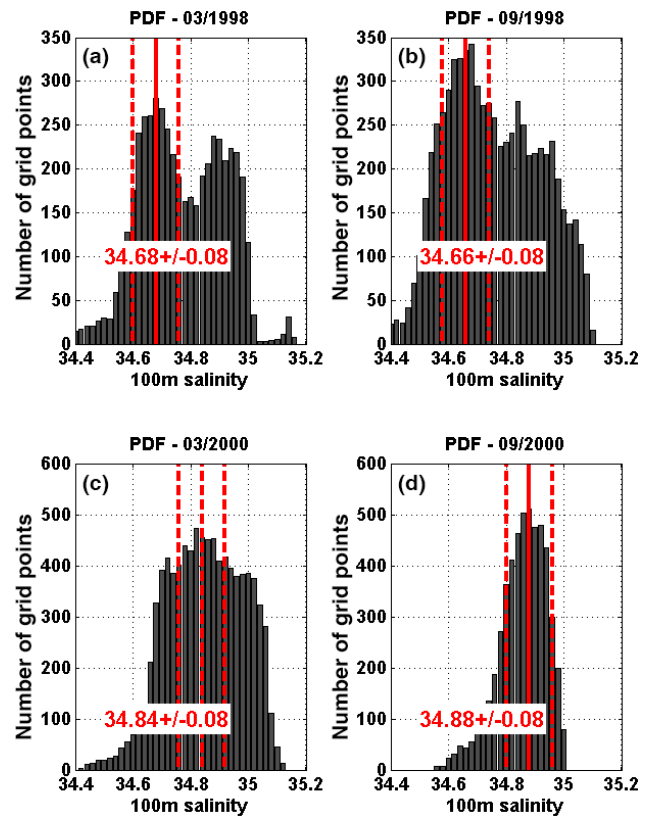 PDF - 03/1998
(a)
350
300
250
200
150
100
50
0
Number of grid points
34.68+/-0.08
34.4 34.6 34.8 35 35.2
100m salinity
PDF - 09/1998
(b)
350
300
250
200
150
100
50
0
Number of grid points
34.66+/-0.08
34.4 34.6 34.8 35 35.2
100m salinity
PDF - 03/2000
(c)
600
500
400
300
200
100
0
Number of grid points
34.84+/-0.08
34.4 34.6 34.8 35 35.2
100m salinity
PDF - 09/2000
(d)
600
500
400
300
200
100
0
Number of grid points
34.88+/-0.08
34.4 34.6 34.8 35 35.2
100m salinity